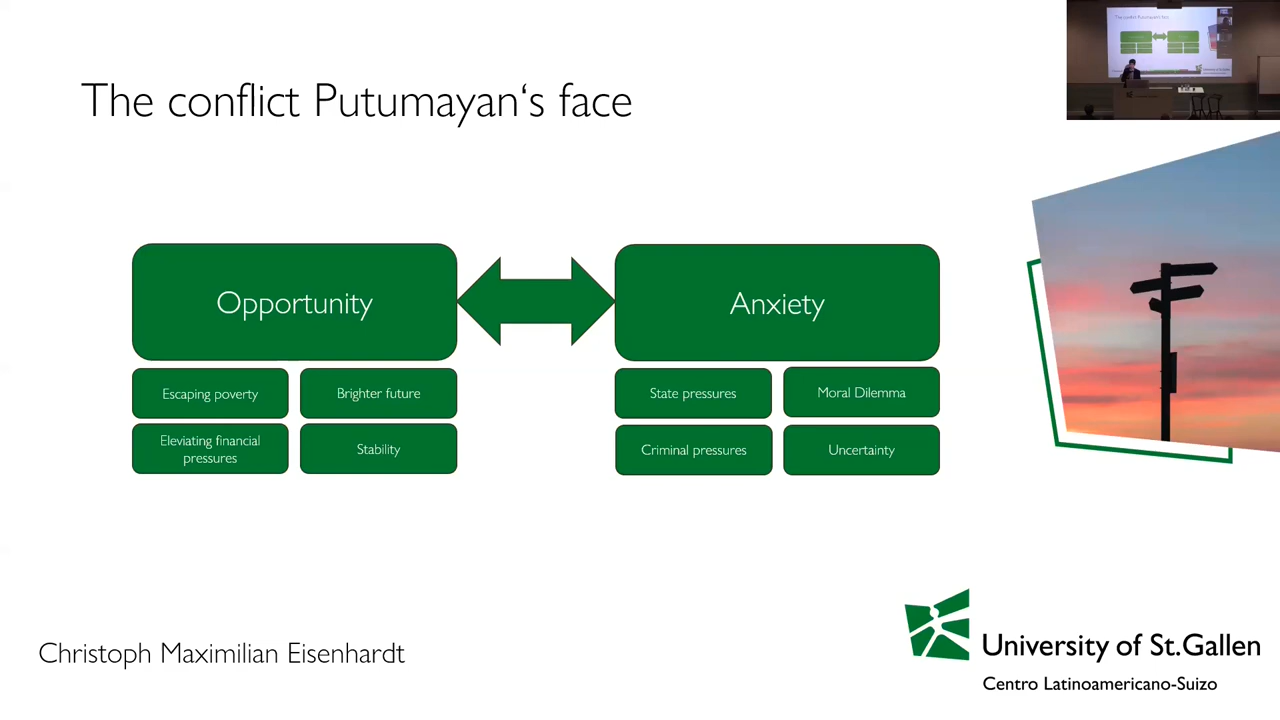 The conflict Putumayan‘s face
Opportunity
Anxiety
Escaping poverty
Brighter future
State pressures
Moral Dilemma
Eleviating financial
pressures
Stability
Criminal pressures
Uncertainty
Christoph Maximilian Eisenhardt
University of St.Gallen
Centro Latinoamericano-Suizo